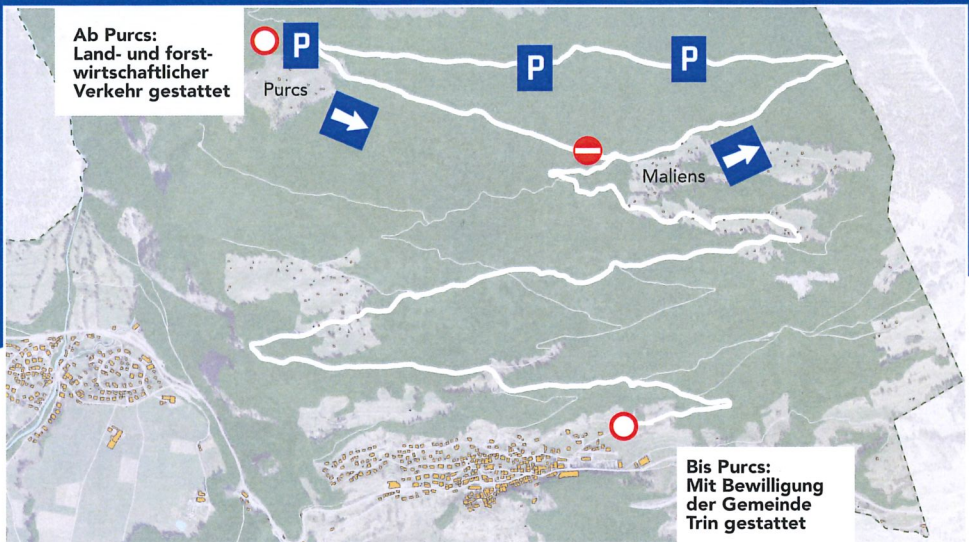 Ab Purcs:
Land- und forst-
wirtschaftlicher
Verkehr gestattet
P
P
P
Purcs
Maliens
Bis Purcs:
Mit Bewilligung
der Gemeinde
Trin gestattet